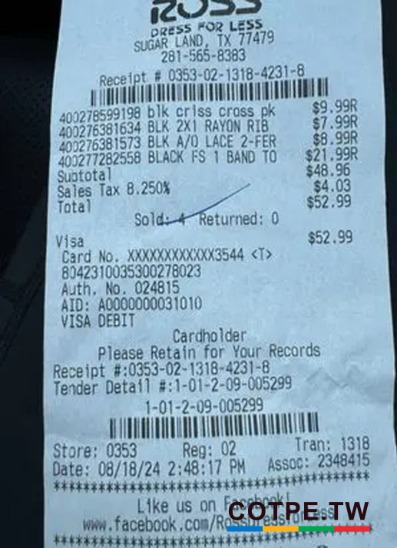 ROSS
DRESS FOR LESS
SUGAR LAND, TX 77479
281-565-8383
Receipt # 0353-02-1318-4231-8
400278599198 blk criss cross pk $9.99R
400276381634 BLK 2X1 RAYON RIB $7.99R
400276381573 BLK A/O LACE 2-FER $8.99R
400277282558 BLACK FS 1 BAND TO $21.99R
Subtotal $48.96
Sales Tax 8.250% $4.03
Total $52.99
Sold: 4 Returned: 0
Visa $52.99
Card No. XXXXXXXXXXXX3544 <T>
8042310035300278023
Auth. No. 024815
AID: A0000000031010
VISA DEBIT
Cardholder
Please Retain for Your Records
Receipt #:0353-02-1318-4231-8
Tender Detail #:1-01-2-09-005299
1-01-2-09-005299
Store: 0353 Reg: 02 Tran: 1318
Date: 08/18/24 2:48:17 PM Assoc: 2348415
********************************************
Like us on Facebook!
www.facebook.com/RossDressforLess
********************************************
COTPE.TW